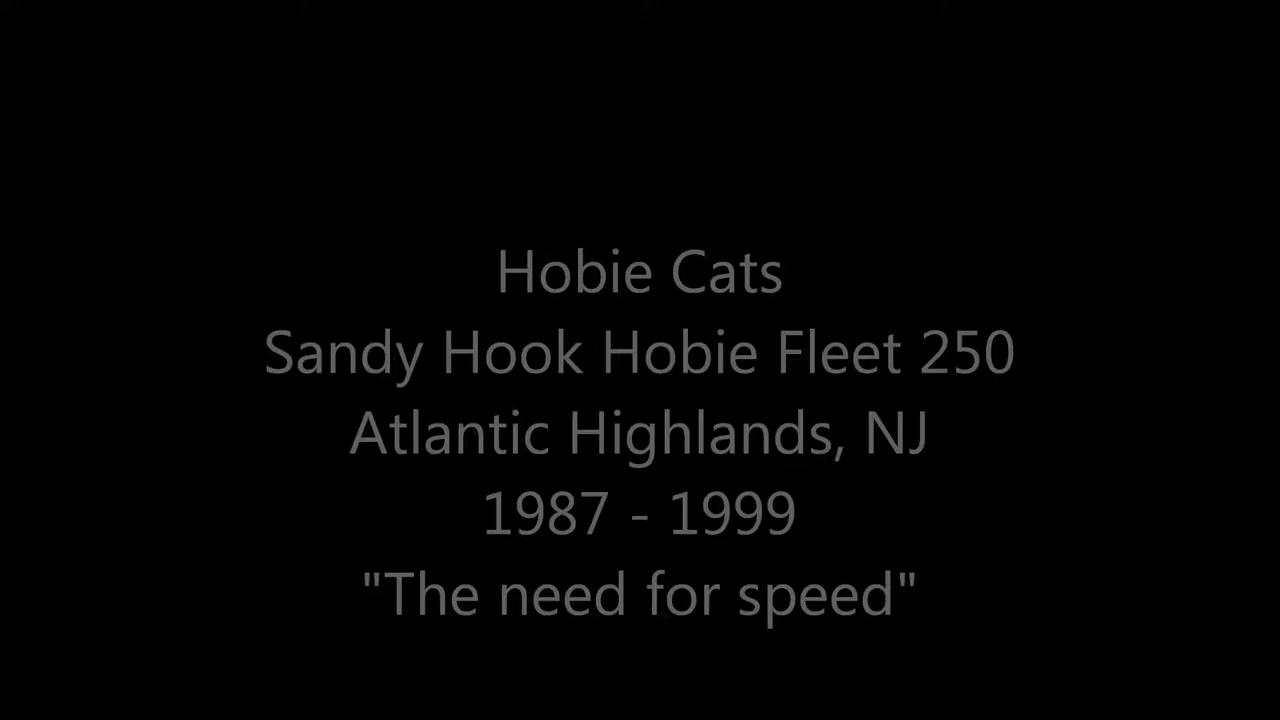 Hobie Cats
Sandy Hook Hobie Fleet 250
Atlantic Highlands, NJ
1987 - 1999
"The need for speed"